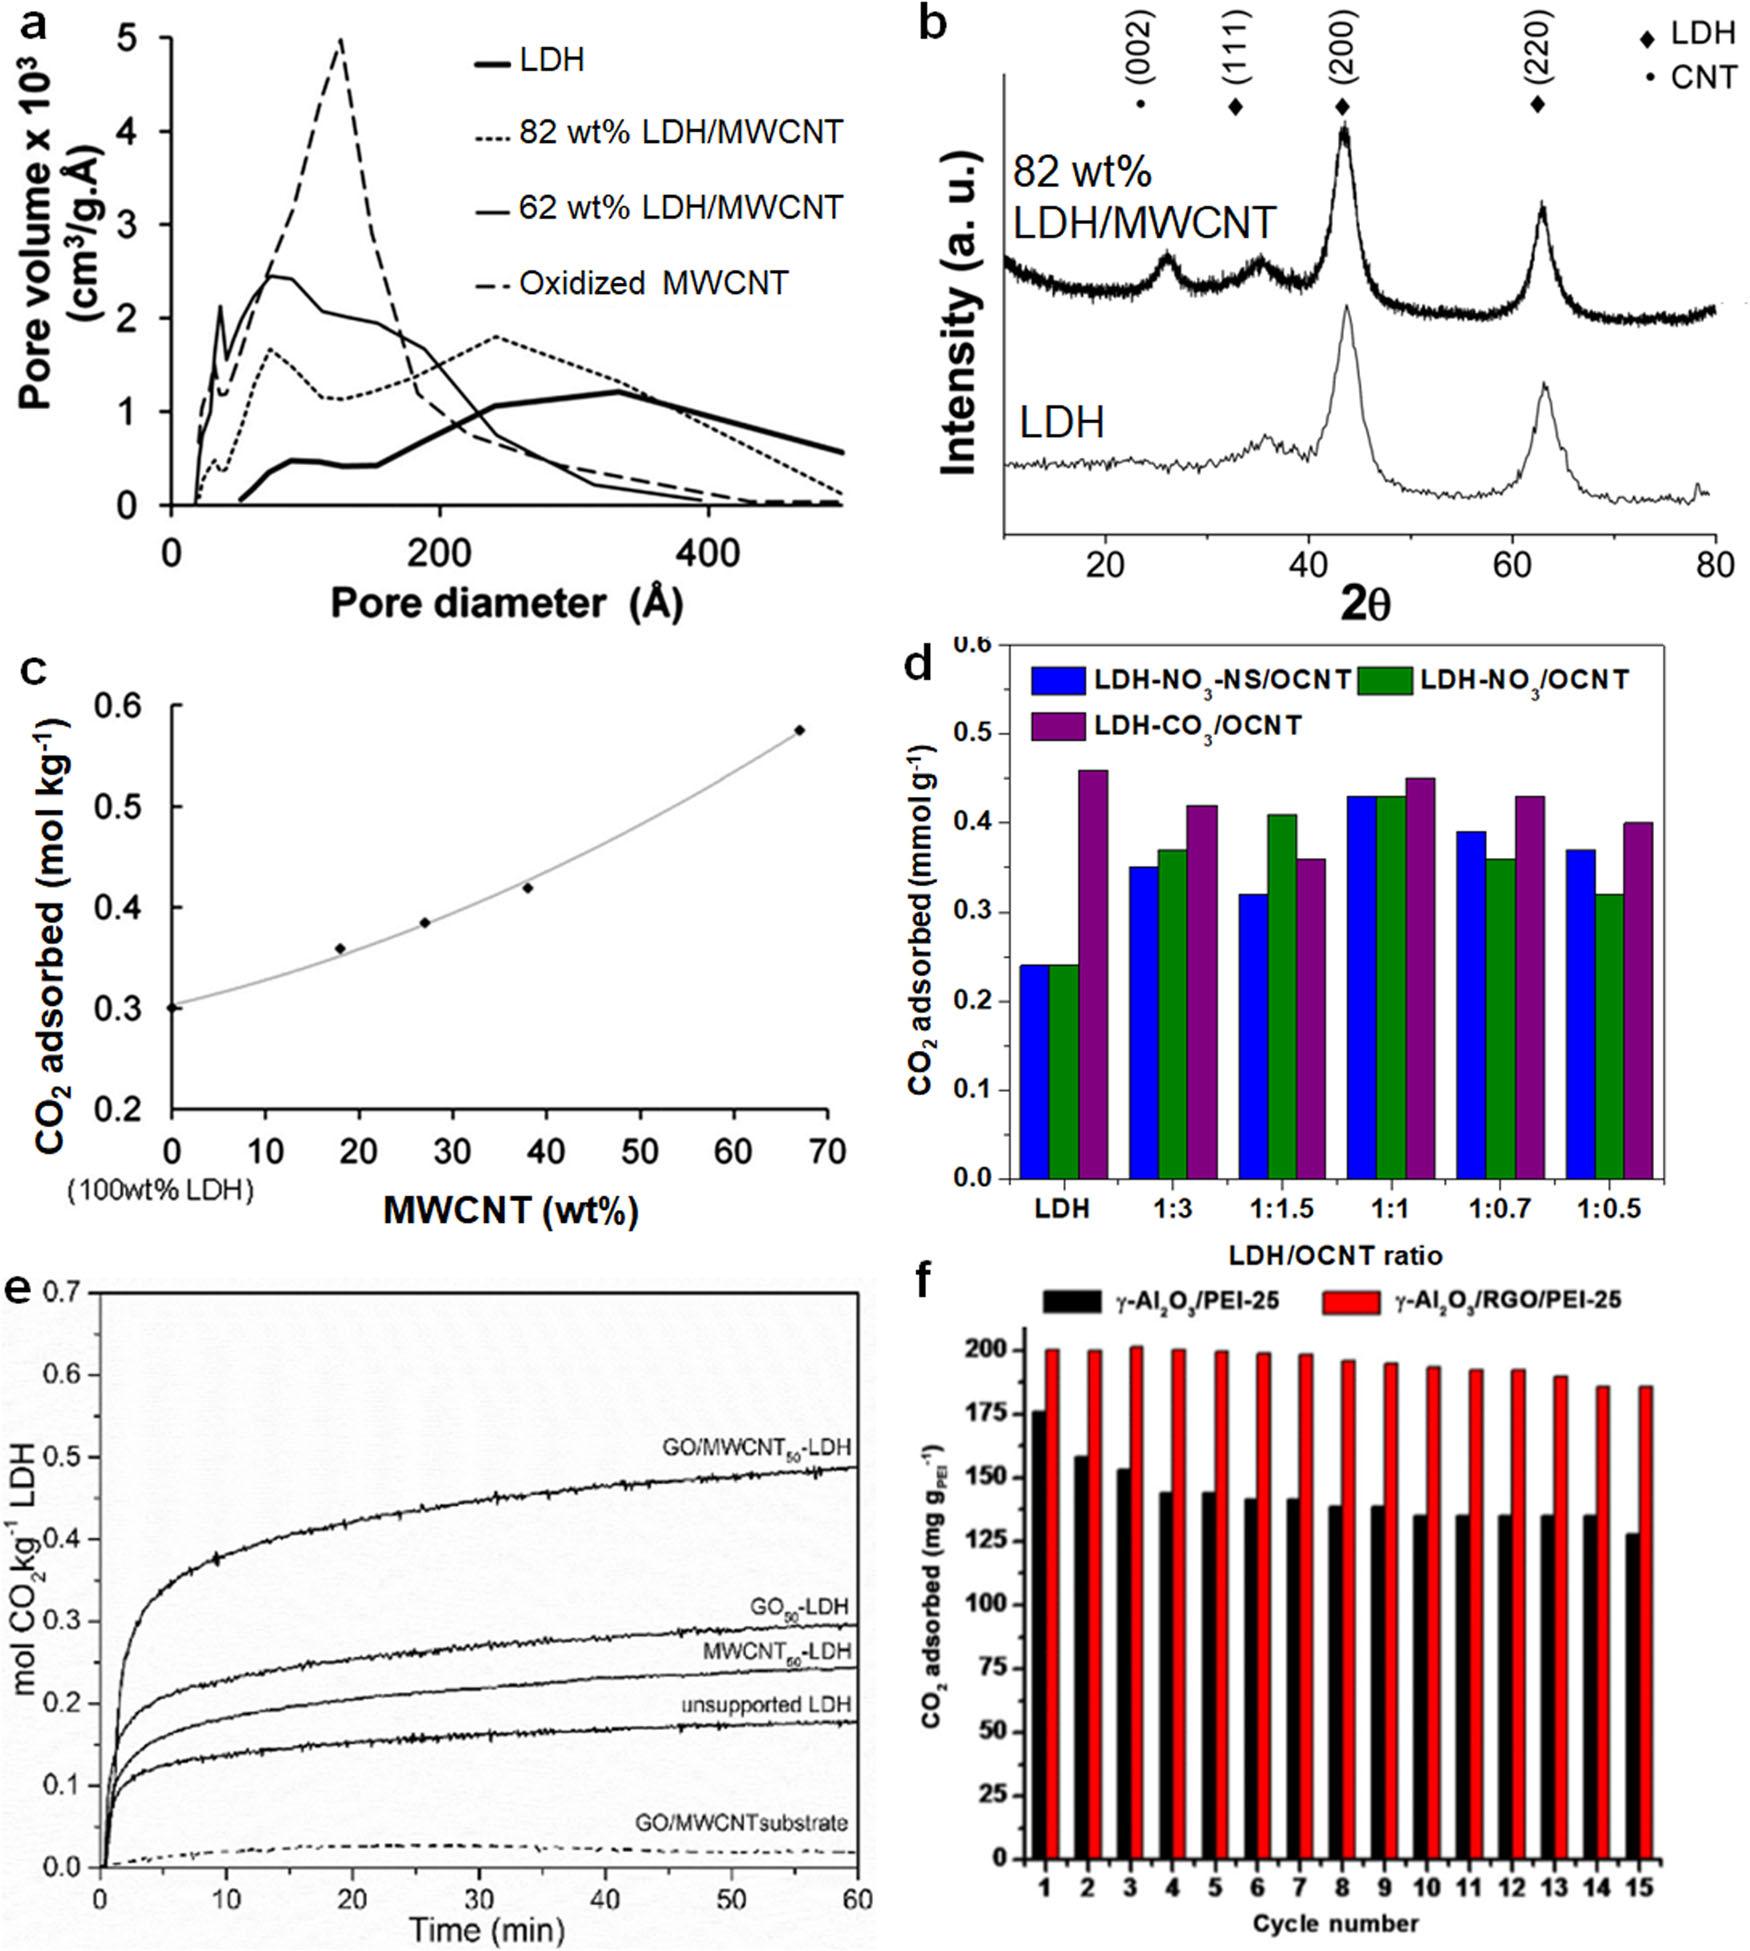 a
5
4
3
2
1
0
0
200
400
Pore volume x 10³
(cm³/g.Å)
Pore diameter (Å)
LDH
82 wt% LDH/MWCNT
62 wt% LDH/MWCNT
Oxidized MWCNT
b
(002)
(111)
(200)
(220)
♦ LDH
• CNT
82 wt%
LDH/MWCNT
LDH
Intensity (a. u.)
20
40
60
80
2θ
c
0.6
0.5
0.4
0.3
0.2
0
10
20
30
40
50
60
70
(100wt% LDH)
CO₂ adsorbed (mol kg⁻¹)
MWCNT (wt%)
d
0.6
0.5
0.4
0.3
0.2
0.1
0.0
LDH-NO₃-NS/OCNT
LDH-NO₃/OCNT
LDH-CO₃/OCNT
CO₂ adsorbed (mmol g⁻¹)
LDH
1:3
1:1.5
1:1
1:0.7
1:0.5
LDH/OCNT ratio
e
0.7
0.6
0.5
0.4
0.3
0.2
0.1
0.0
mol CO₂kg⁻¹ LDH
GO/MWCNT₅₀-LDH
GO₅₀-LDH
MWCNT₅₀-LDH
unsupported LDH
GO/MWCNTsubstrate
0
10
20
30
40
50
60
Time (min)
f
γ-Al₂O₃/PEI-25
γ-Al₂O₃/RGO/PEI-25
200
175
150
125
100
75
50
25
0
CO₂ adsorbed (mg gPEI⁻¹)
1
2
3
4
5
6
7
8
9
10
11
12
13
14
15
Cycle number